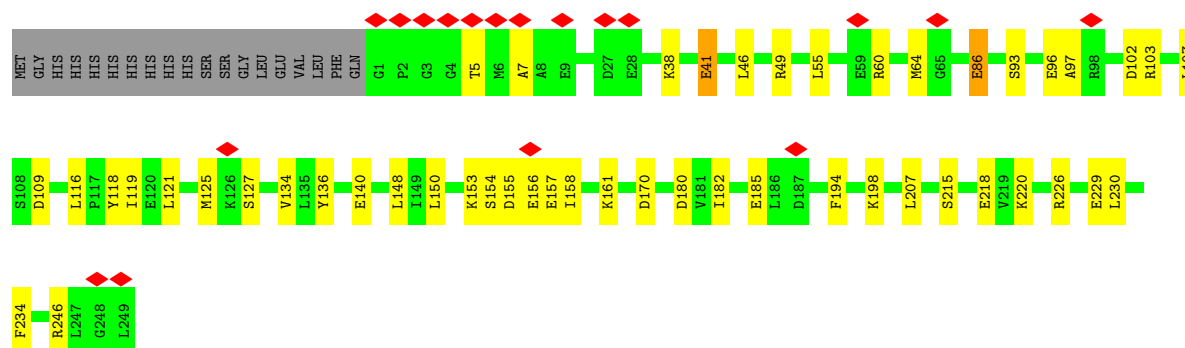 MET GLY HIS HIS HIS HIS HIS HIS HIS HIS HIS HIS SER SER GLY LEU GLU VAL LEU PHE GLN G1 P2 G3 G4 T5 M6 A7 A8 E9 D27 E28 K38 E41 L46 R49 L55 E59 R60 M64 G65 E86 S93 E96 A97 R98 D102 R103
S108 D109 L116 P117 Y118 I119 E120 L121 M125 K126 S127 V134 L135 Y136 E140 L148 I149 L150 K153 S154 D155 E156 E157 I158 K161 D170 D180 V181 I182 E185 L186 D187 F194 K198 L207 S215 E218 V219 K220 R226 E229 L230
F234 R246 L247 G248 L249